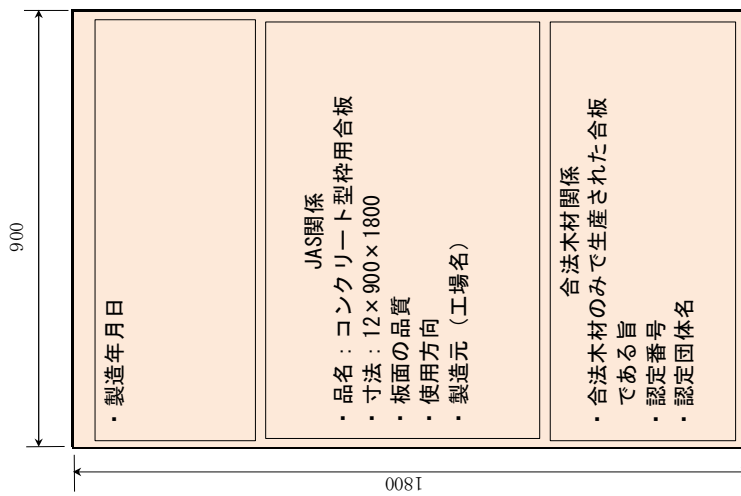 900
・製造年月日
JAS関係
・品名：コンクリート型枠用合板
・寸法：12×900×1800
・板面の品質
・使用方向
・製造元（工場名）
合法木材関係
・合法木材のみで生産された合板
である旨
・認定番号
・認定団体名
1800